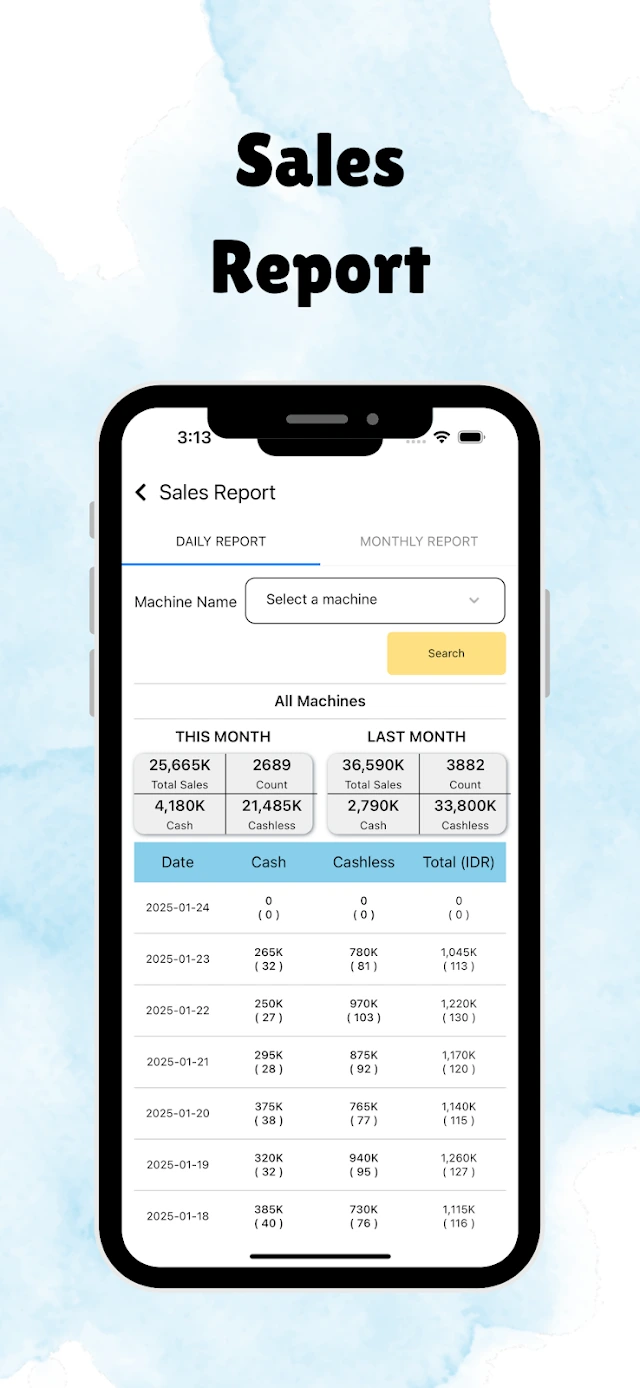 Sales
Report
3:13
Sales Report
DAILY REPORT MONTHLY REPORT
Machine Name Select a machine
Search
All Machines
THIS MONTH LAST MONTH
25,665K 2689 36,590K 3882
Total Sales Count Total Sales Count
4,180K 21,485K 2,790K 33,800K
Cash Cashless Cash Cashless
Date Cash Cashless Total (IDR)
2025-01-24 0 0 0
( 0 ) ( 0 ) ( 0 )
2025-01-23 265K 780K 1,045K
( 32 ) ( 81 ) ( 113 )
2025-01-22 250K 970K 1,220K
( 27 ) ( 103 ) ( 130 )
2025-01-21 295K 875K 1,170K
( 28 ) ( 92 ) ( 120 )
2025-01-20 375K 765K 1,140K
( 38 ) ( 77 ) ( 115 )
2025-01-19 320K 940K 1,260K
( 32 ) ( 95 ) ( 127 )
2025-01-18 385K 730K 1,115K
( 40 ) ( 76 ) ( 116 )